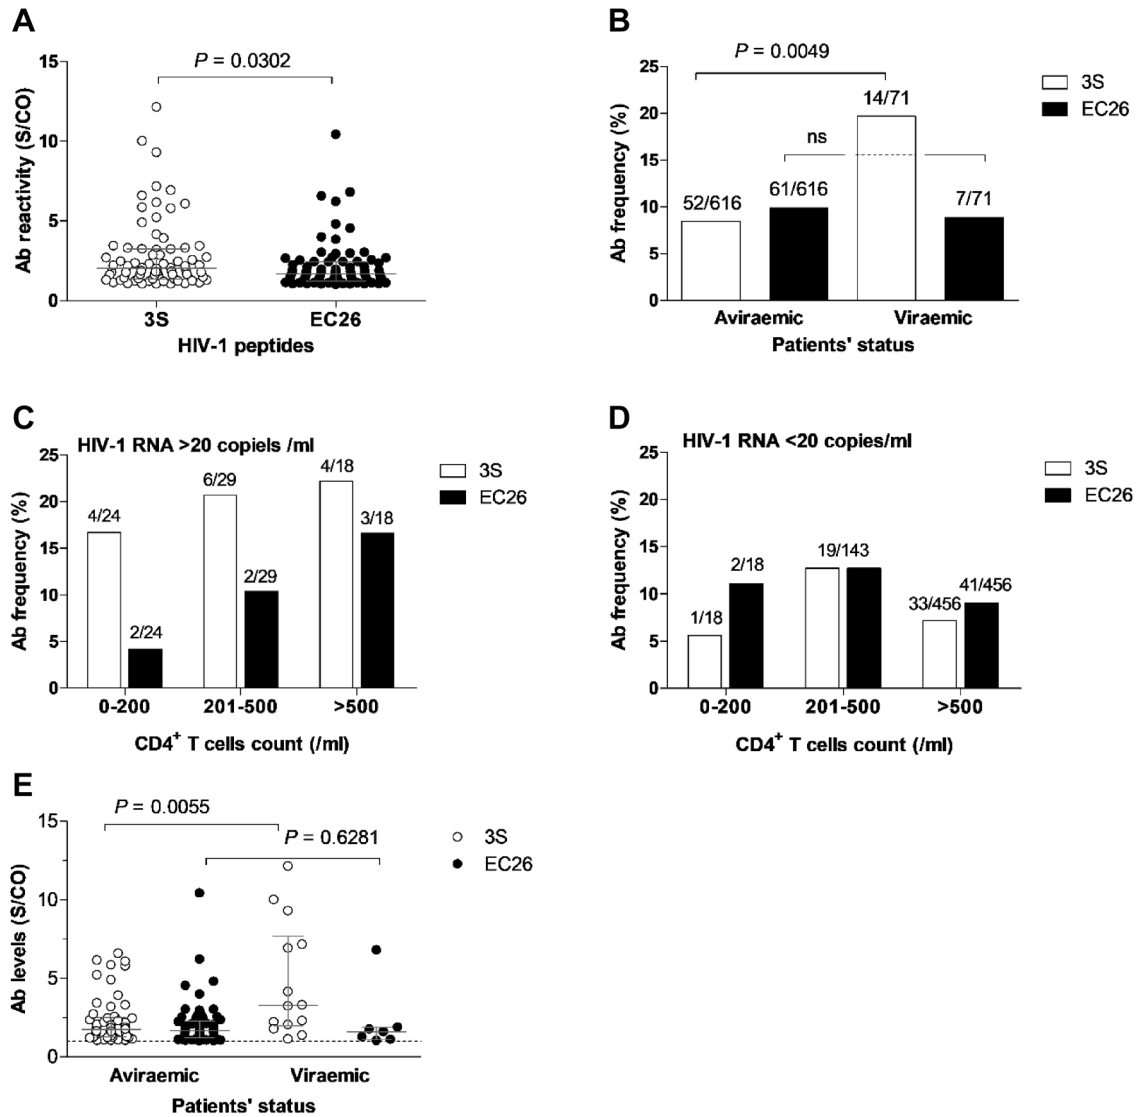 A
P = 0.0302
15
10
5
0
Ab reactivity (S/CO)
3S
EC26
HIV-1 peptides
B
P = 0.0049
25
20
15
10
5
0
Ab frequency (%)
52/616
61/616
14/71
7/71
ns
Aviraemic
Viraemic
Patients' status
3S
EC26
C
HIV-1 RNA >20 copiels /ml
25
20
15
10
5
0
Ab frequency (%)
4/24
2/24
6/29
2/29
4/18
3/18
0-200
201-500
>500
CD4+ T cells count (/ml)
3S
EC26
D
HIV-1 RNA <20 copies/ml
25
20
15
10
5
0
Ab frequency (%)
1/18
2/18
19/143
33/456
41/456
0-200
201-500
>500
CD4+ T cells count (/ml)
3S
EC26
E
P = 0.0055
P = 0.6281
15
10
5
0
Ab levels (S/CO)
Aviraemic
Viraemic
Patients' status
3S
EC26